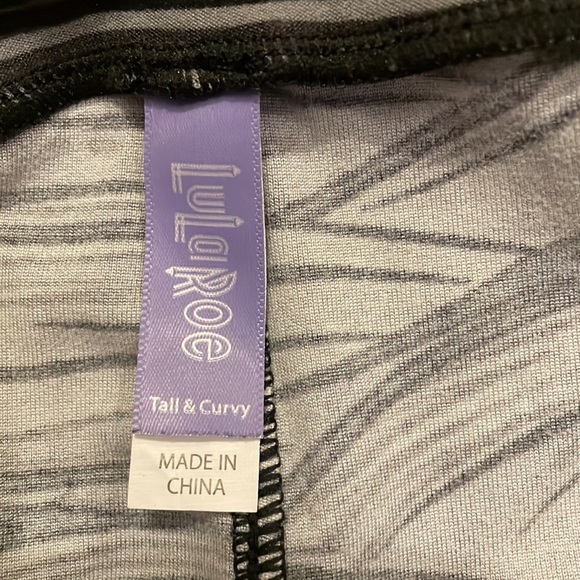 LuLaRoe
Tall & Curvy
MADE IN
CHINA